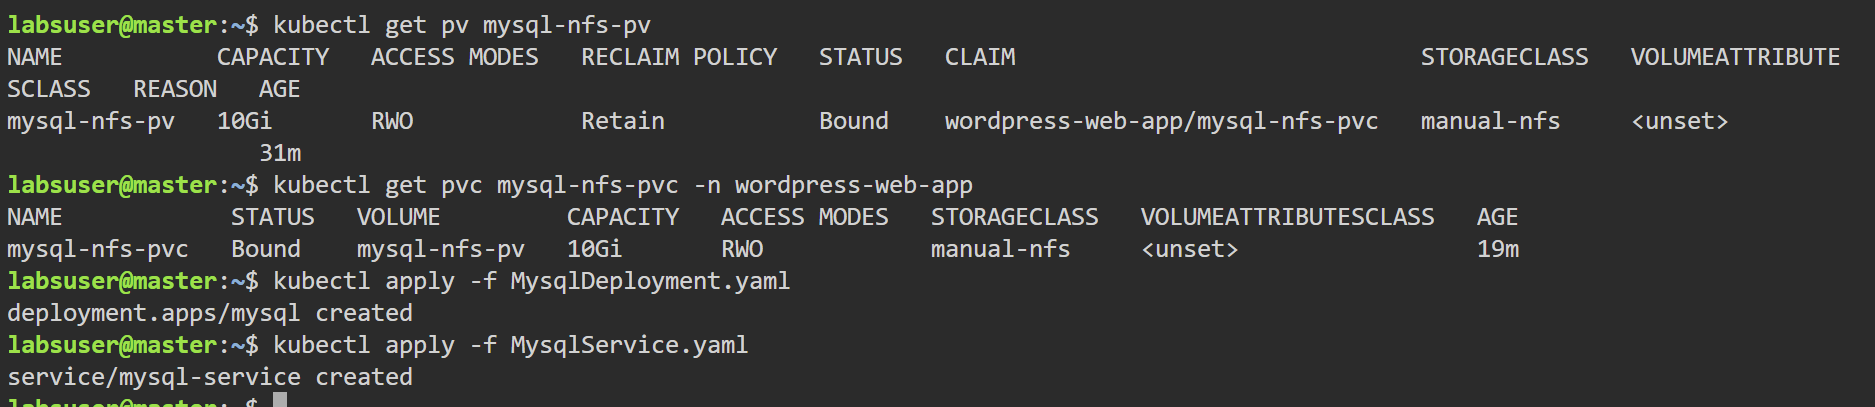 labsuser@master:~$ kubectl get pv mysql-nfs-pv
NAME           CAPACITY   ACCESS MODES   RECLAIM POLICY   STATUS   CLAIM                             STORAGECLASS   VOLUMEATTRIBUTE
SCLASS   REASON   AGE
mysql-nfs-pv   10Gi       RWO            Retain           Bound    wordpress-web-app/mysql-nfs-pvc   manual-nfs     <unset>
                  31m
labsuser@master:~$ kubectl get pvc mysql-nfs-pvc -n wordpress-web-app
NAME            STATUS   VOLUME         CAPACITY   ACCESS MODES   STORAGECLASS   VOLUMEATTRIBUTESCLASS   AGE
mysql-nfs-pvc   Bound    mysql-nfs-pv   10Gi       RWO            manual-nfs     <unset>                 19m
labsuser@master:~$ kubectl apply -f MysqlDeployment.yaml
deployment.apps/mysql created
labsuser@master:~$ kubectl apply -f MysqlService.yaml
service/mysql-service created
labsuser@master:~$